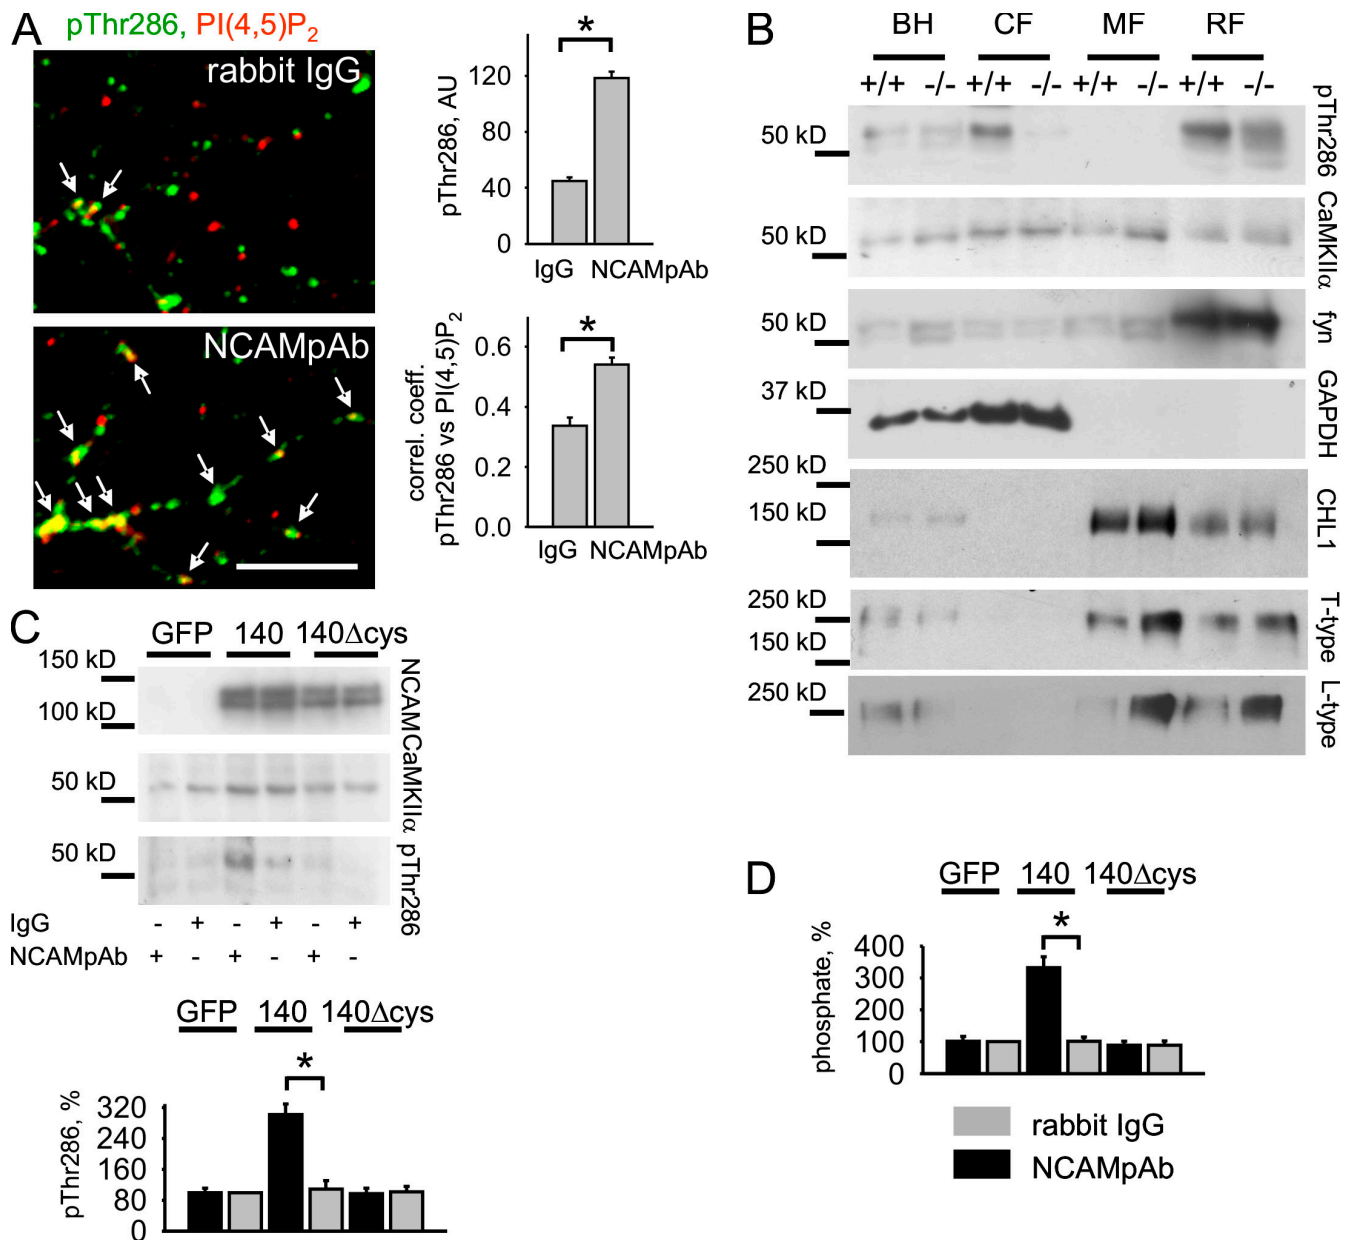 A
pThr286, PI(4,5)P2
rabbit IgG
NCAMpAb
pThr286, AU
120
80
40
0
*
IgG NCAMpAb
correl. coeff.
pThr286 vs PI(4,5)P2
0.6
0.4
0.2
0.0
*
IgG NCAMpAb
B
BH CF MF RF
+/+ -/- +/+ -/- +/+ -/- +/+ -/-
50 kD
pThr286
50 kD
CaMKIIα
50 kD
fyn
37 kD
GAPDH
250 kD
150 kD
CHL1
250 kD
150 kD
T-type
250 kD
L-type
C
GFP 140 140Δcys
150 kD
100 kD
NCAM
50 kD
CaMKIIα
50 kD
pThr286
IgG - + - + - +
NCAMpAb + - + - + -
GFP 140 140Δcys
*
pThr286, %
320
240
160
80
0
D
GFP 140 140Δcys
*
phosphate, %
400
300
200
100
0
rabbit IgG
NCAMpAb